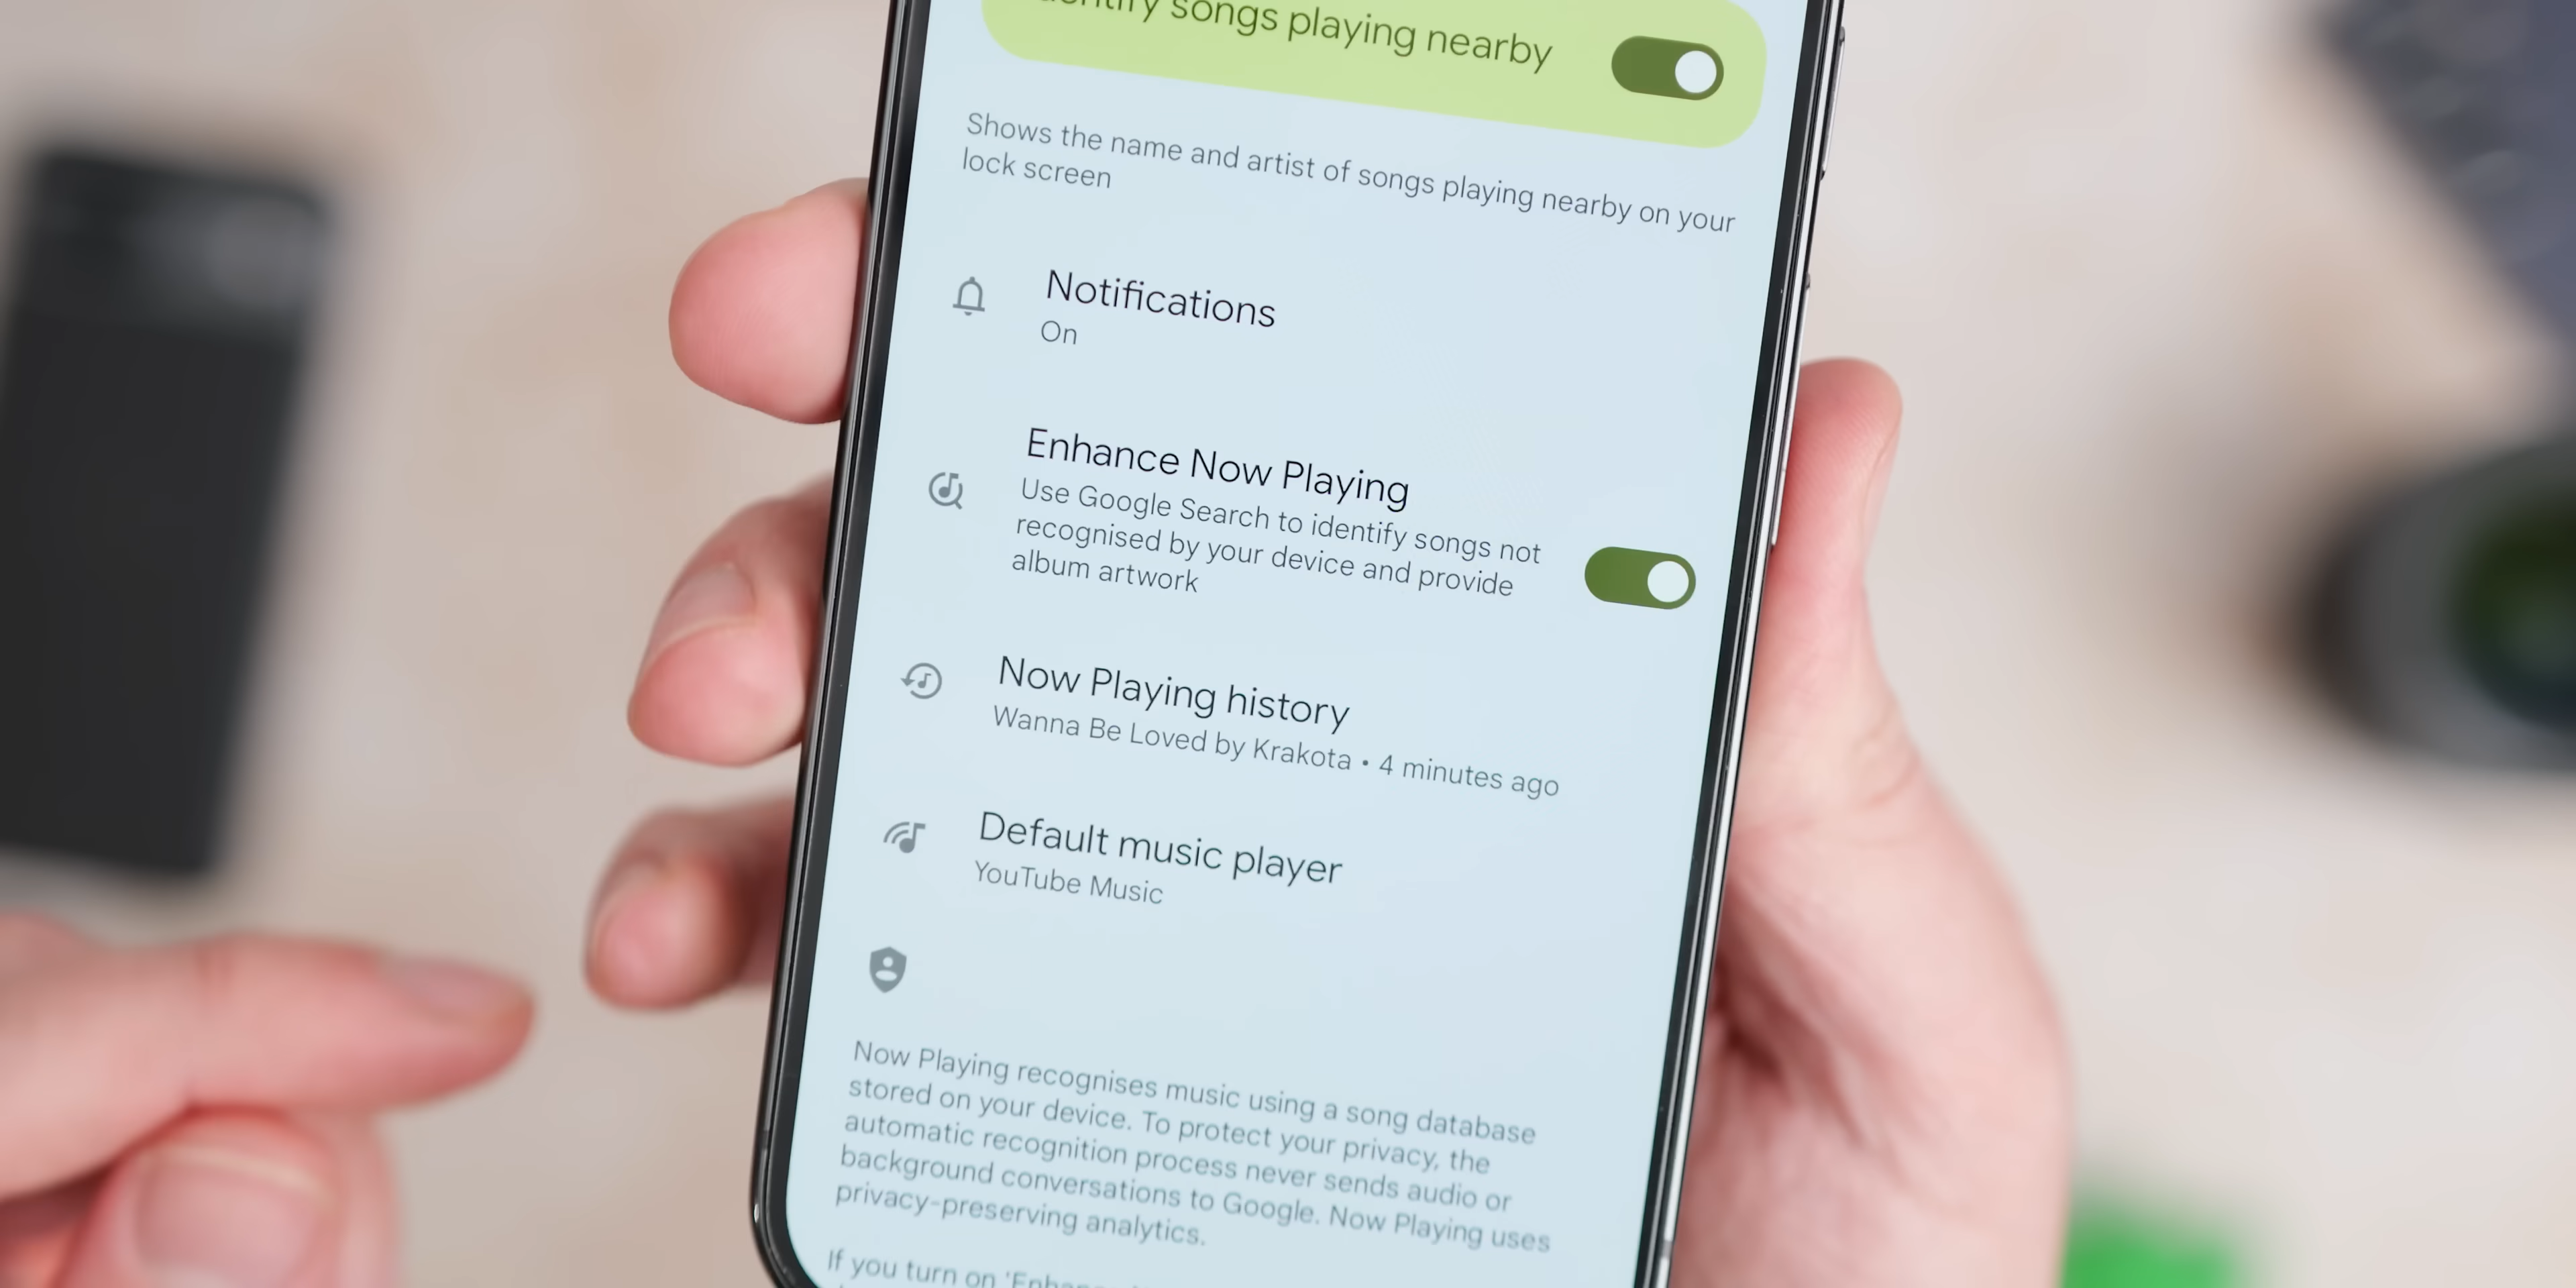 songs playing nearby
Shows the name and artist of songs playing nearby on your
lock screen
Notifications
On
Enhance Now Playing
Use Google Search to identify songs not
recognised by your device and provide
album artwork
Now Playing history
Wanna Be Loved by Krakota • 4 minutes ago
Default music player
YouTube Music
Now Playing recognises music using a song database
stored on your device. To protect your privacy, the
automatic recognition process never sends audio or
background conversations to Google. Now Playing uses
privacy-preserving analytics.
If you turn on